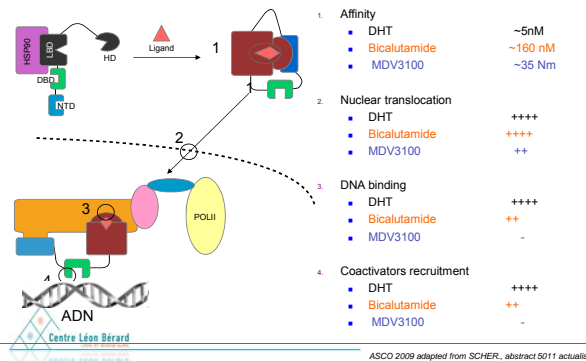 HSP90
LBD
HD
DBD
NTD
Ligand
1
1
2
3
4
POLII
ADN
Centre Léon Bérard
1. Affinity
DHT ~5nM
Bicalutamide ~160 nM
MDV3100 ~35 Nm
2. Nuclear translocation
DHT ++++
Bicalutamide ++++
MDV3100 ++
3. DNA binding
DHT ++++
Bicalutamide ++
MDV3100 -
4. Coactivators recruitment
DHT ++++
Bicalutamide ++
MDV3100 -
ASCO 2009 adapted from SCHER., abstract 5011 actualis